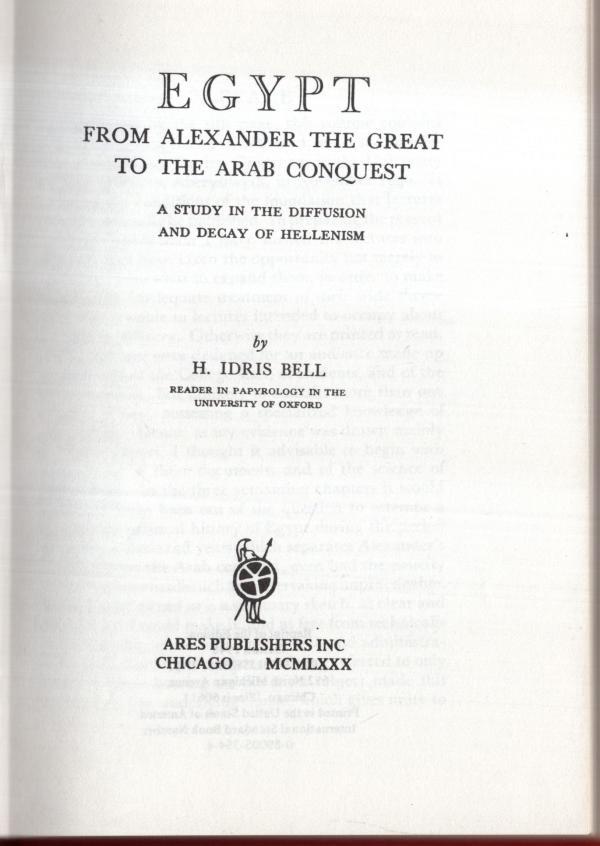 EGYPT
FROM ALEXANDER THE GREAT
TO THE ARAB CONQUEST
A STUDY IN THE DIFFUSION
AND DECAY OF HELLENISM
by
H. IDRIS BELL
READER IN PAPYROLOGY IN THE
UNIVERSITY OF OXFORD
ARES PUBLISHERS INC
CHICAGO MCMLXXX